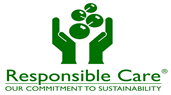 Responsible Care®
OUR COMMITMENT TO SUSTAINABILITY